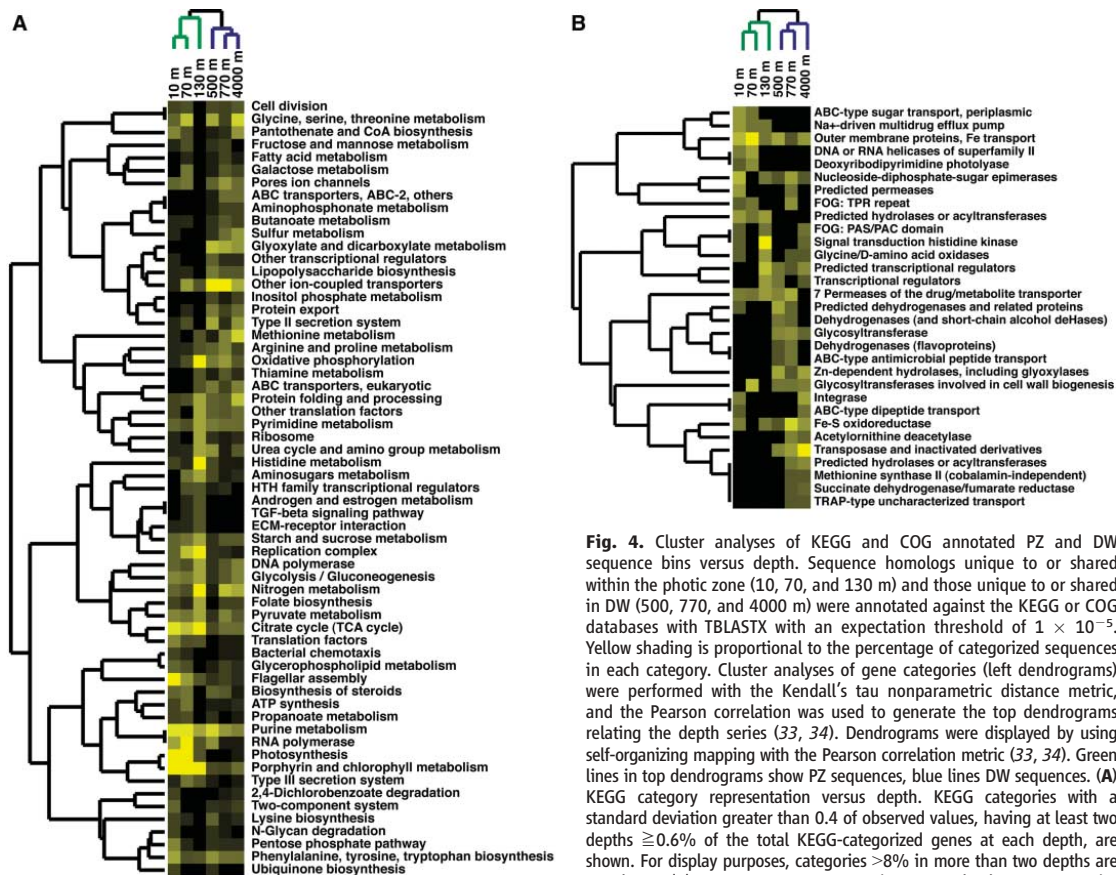 A
10 m
70 m
130 m
500 m
770 m
4000 m
Cell division
Glycine, serine, threonine metabolism
Pantothenate and CoA biosynthesis
Fructose and mannose metabolism
Fatty acid metabolism
Galactose metabolism
Pores ion channels
ABC transporters, ABC-2, others
Aminophosphonate metabolism
Butanoate metabolism
Sulfur metabolism
Glyoxylate and dicarboxylate metabolism
Other transcriptional regulators
Lipopolysaccharide biosynthesis
Other ion-coupled transporters
Inositol phosphate metabolism
Protein export
Type II secretion system
Methionine metabolism
Arginine and proline metabolism
Oxidative phosphorylation
Thiamine metabolism
ABC transporters, eukaryotic
Protein folding and processing
Other translation factors
Pyrimidine metabolism
Ribosome
Urea cycle and amino group metabolism
Histidine metabolism
Aminosugars metabolism
HTH family transcriptional regulators
Androgen and estrogen metabolism
TGF-beta signaling pathway
ECM-receptor interaction
Starch and sucrose metabolism
Replication complex
DNA polymerase
Glycolysis / Gluconeogenesis
Nitrogen metabolism
Folate biosynthesis
Pyruvate metabolism
Citrate cycle (TCA cycle)
Translation factors
Bacterial chemotaxis
Glycerophospholipid metabolism
Flagellar assembly
Biosynthesis of steroids
ATP synthesis
Propanoate metabolism
Purine metabolism
RNA polymerase
Photosynthesis
Porphyrin and chlorophyll metabolism
Type III secretion system
2,4-Dichlorobenzoate degradation
Two-component system
Lysine biosynthesis
N-Glycan degradation
Pentose phosphate pathway
Phenylalanine, tyrosine, tryptophan biosynthesis
Ubiquinone biosynthesis
B
10 m
70 m
130 m
500 m
770 m
4000 m
ABC-type sugar transport, periplasmic
Na+-driven multidrug efflux pump
Outer membrane proteins, Fe transport
DNA or RNA helicases of superfamily II
Deoxyribodipyrimidine photolyase
Nucleoside-diphosphate-sugar epimerases
Predicted permeases
FOG: TPR repeat
Predicted hydrolases or acyltransferases
FOG: PAS/PAC domain
Signal transduction histidine kinase
Glycine/D-amino acid oxidases
Predicted transcriptional regulators
Transcriptional regulators
7 Permeases of the drug/metabolite transporter
Predicted dehydrogenases and related proteins
Dehydrogenases (and short-chain alcohol deHases)
Glycosyltransferase
Dehydrogenases (flavoproteins)
ABC-type antimicrobial peptide transport
Zn-dependent hydrolases, including glyoxylases
Glycosyltransferases involved in cell wall biogenesis
Integrase
ABC-type dipeptide transport
Fe-S oxidoreductase
Acetylornithine deacetylase
Transposase and inactivated derivatives
Predicted hydrolases or acyltransferases
Methionine synthase II (cobalamin-independent)
Succinate dehydrogenase/fumarate reductase
TRAP-type uncharacterized transport
Fig. 4. Cluster analyses of KEGG and COG annotated PZ and DW
sequence bins versus depth. Sequence homologs unique to or shared
within the photic zone (10, 70, and 130 m) and those unique to or shared
in DW (500, 770, and 4000 m) were annotated against the KEGG or COG
databases with TBLASTX with an expectation threshold of 1 × 10⁻⁵.
Yellow shading is proportional to the percentage of categorized sequences
in each category. Cluster analyses of gene categories (left dendrograms)
were performed with the Kendall's tau nonparametric distance metric,
and the Pearson correlation was used to generate the top dendrograms
relating the depth series (33, 34). Dendrograms were displayed by using
self-organizing mapping with the Pearson correlation metric (33, 34). Green
lines in top dendrograms show PZ sequences, blue lines DW sequences. (A)
KEGG category representation versus depth. KEGG categories with a
standard deviation greater than 0.4 of observed values, having at least two
depths ≧0.6% of the total KEGG-categorized genes at each depth, are
shown. For display purposes, categories >8% in more than two depths are